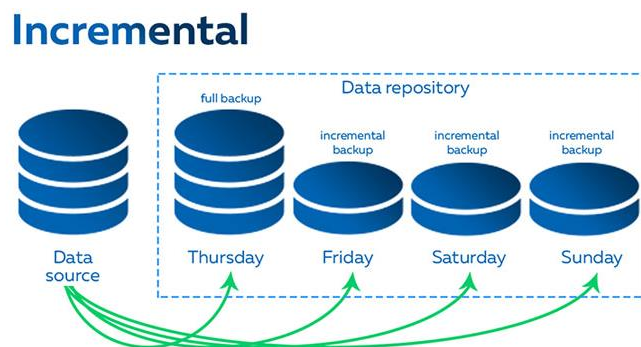 Incremental
Data repository
full backup
incremental
backup
incremental
backup
incremental
backup
Data
source
Thursday
Friday
Saturday
Sunday